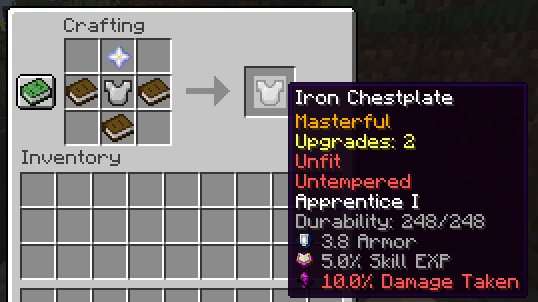 Crafting
Iron Chestplate
Masterful
Upgrades: 2
Unfit
Untempered
Apprentice I
Durability: 248/248
3.8 Armor
5.0% Skill EXP
10.0% Damage Taken
Inventory